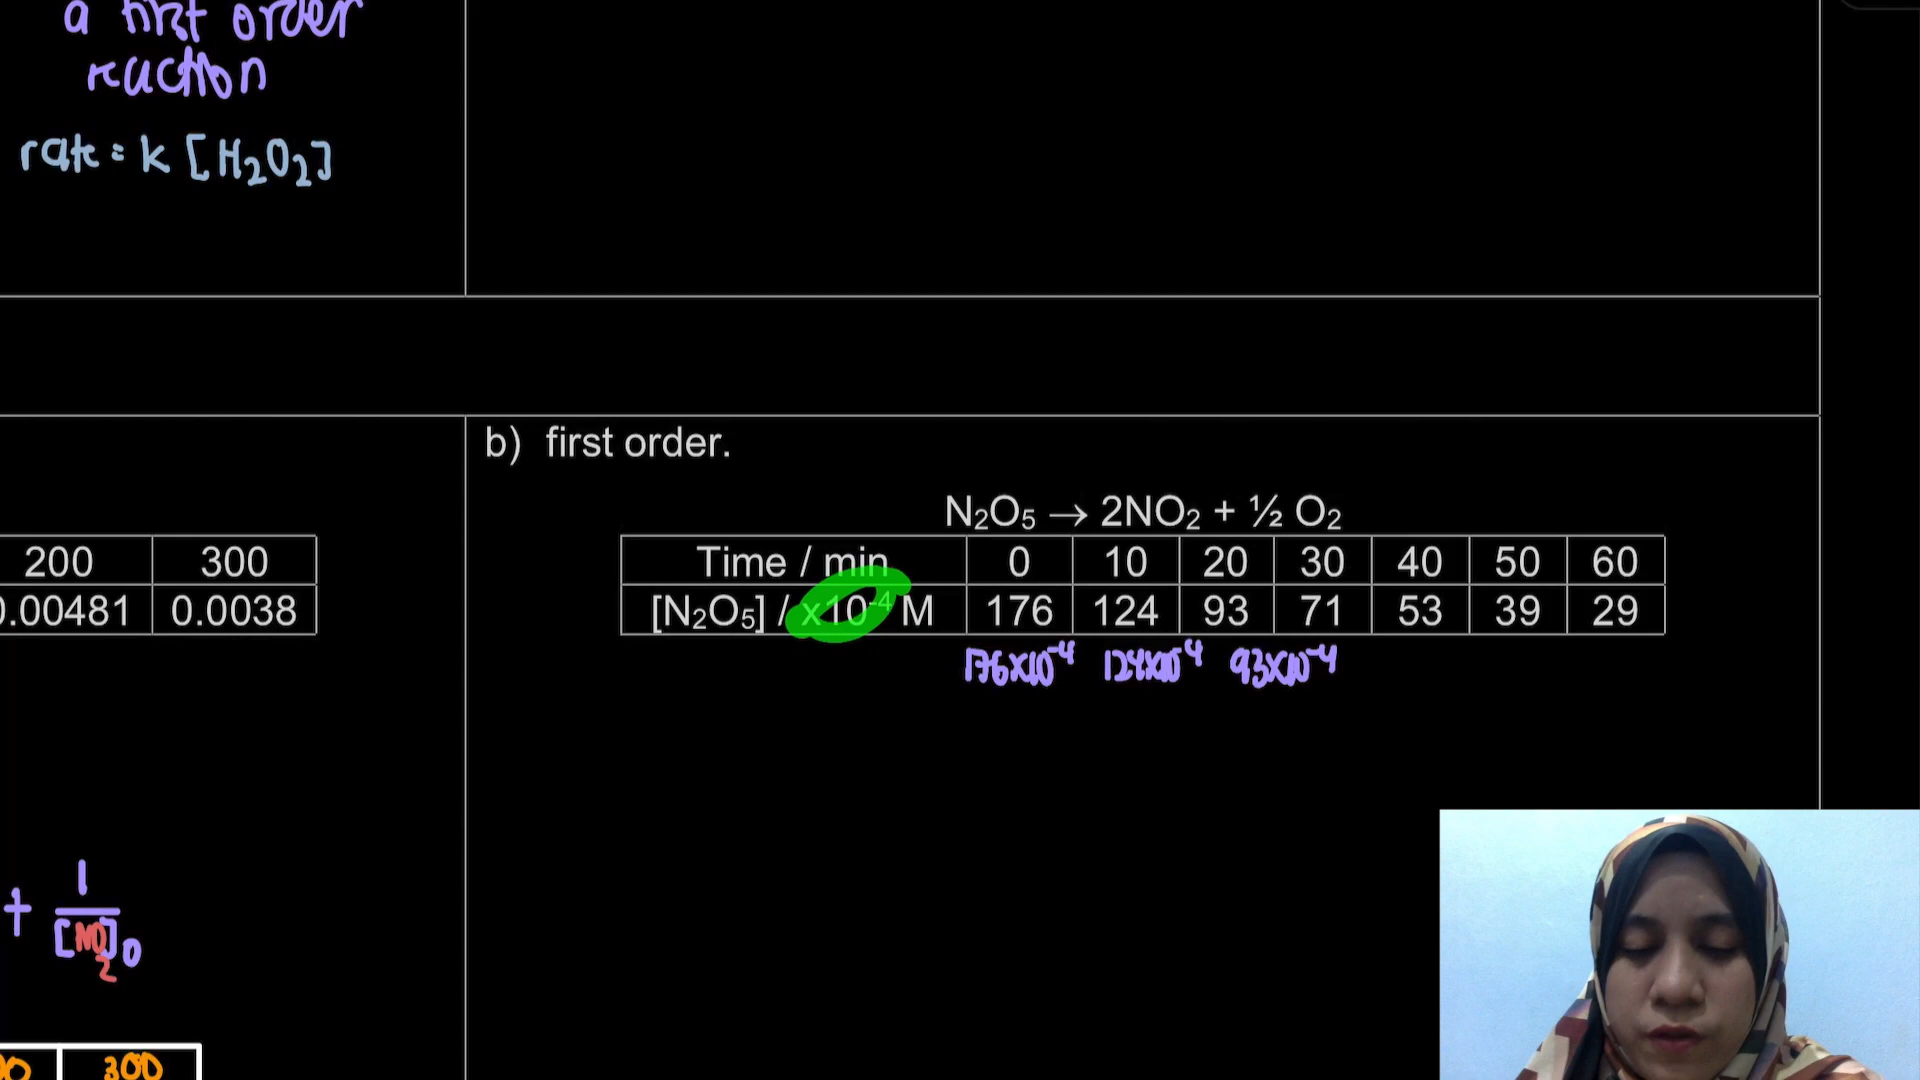 a first order
reaction
rate = k [H₂O₂]
b) first order.
N₂O₅ → 2NO₂ + ½ O₂
200 300
0.00481 0.0038
Time / min 0 10 20 30 40 50 60
[N₂O₅] / x10⁻⁴ M 176 124 93 71 53 39 29
176x10⁻⁴ 124x10⁻⁴ 93x10⁻⁴
+ 1
[NO₂]₀
300